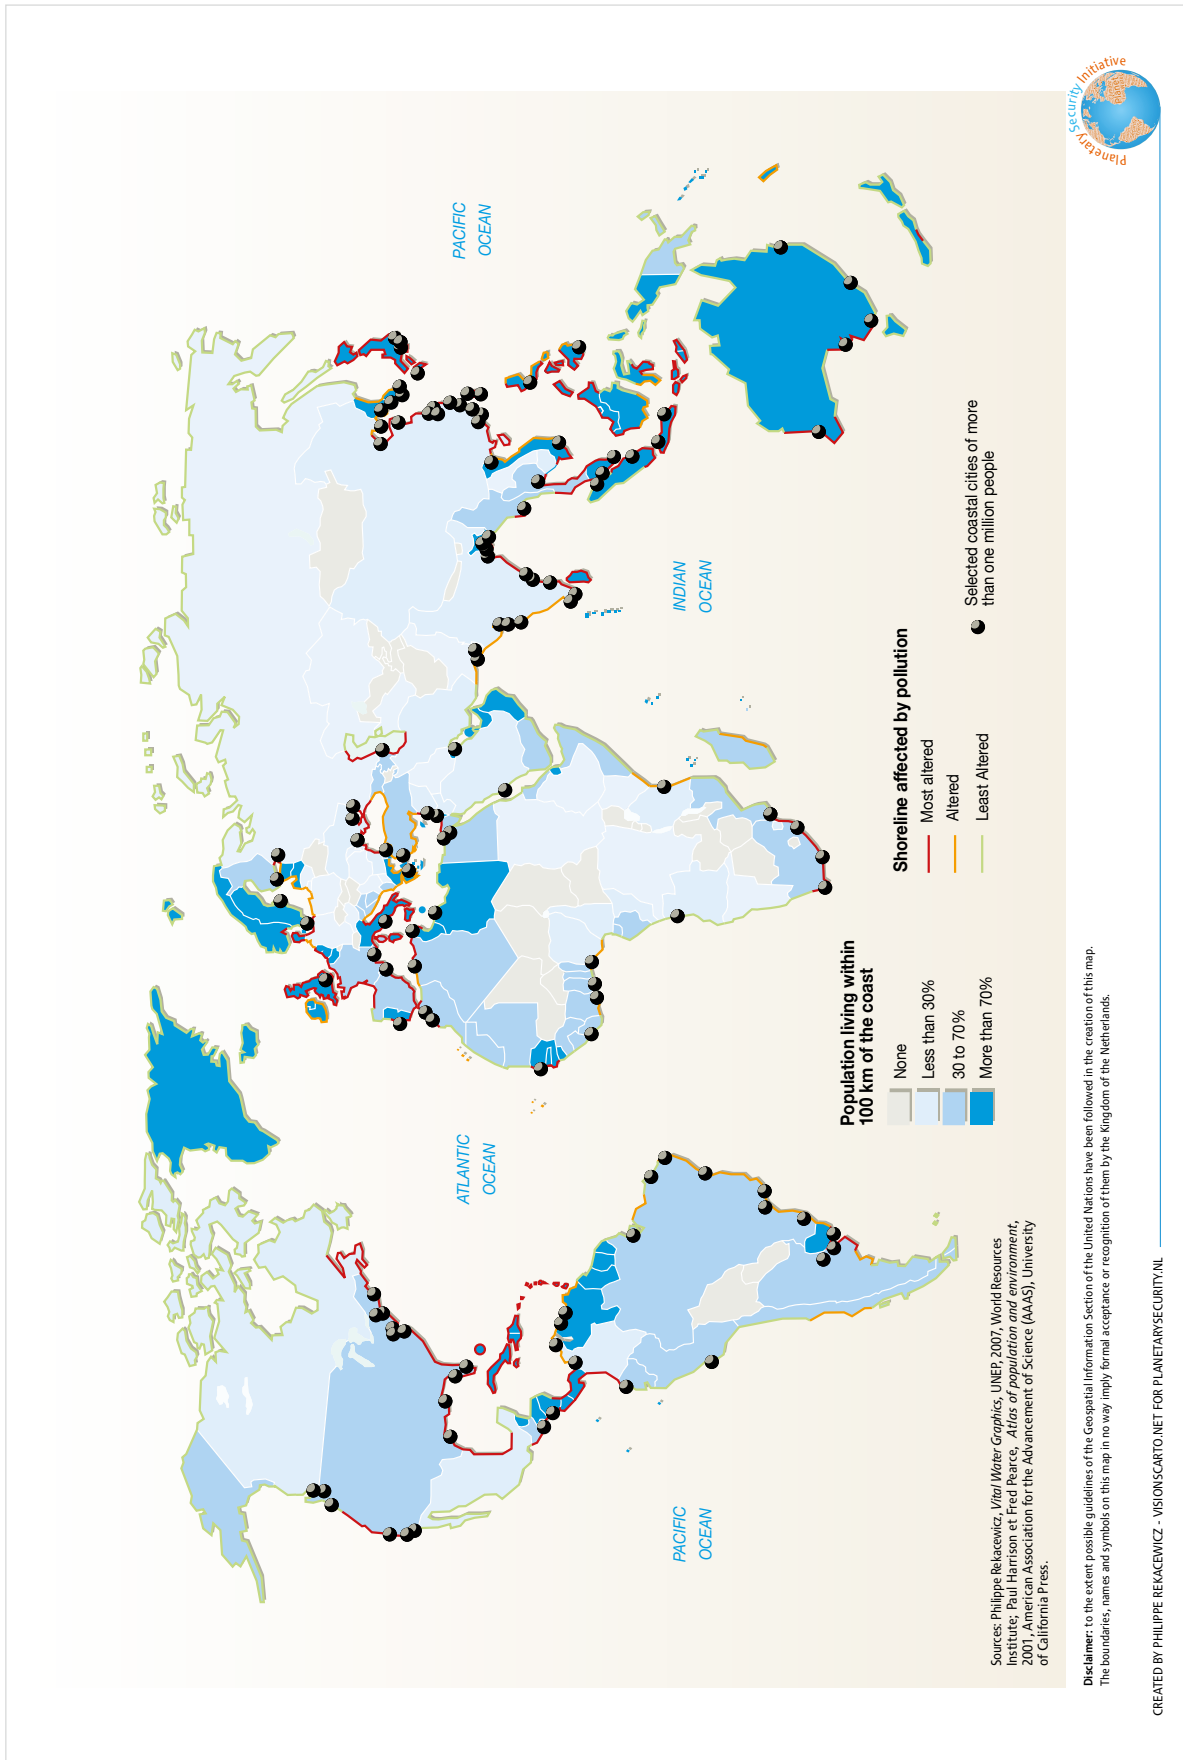 PACIFIC
OCEAN
ATLANTIC
OCEAN
INDIAN
OCEAN
PACIFIC
OCEAN
Population living within
100 km of the coast
None
Less than 30%
30 to 70%
More than 70%
Shoreline affected by pollution
Most altered
Altered
Least Altered
Selected coastal cities of more
than one million people
Sources: Philippe Rekacewicz, Vital Water Graphics, UNEP, 2007, World Resources
Institute; Paul Harrison et Fred Pearce, Atlas of population and environment,
2001, American Association for the Advancement of Science (AAAS), University
of California Press.
Disclaimer: to the extent possible guidelines of the Geospatial Information Section of the United Nations have been followed in the creation of this map.
The boundaries, names and symbols on this map in no way imply formal acceptance or recognition of them by the Kingdom of the Netherlands.
CREATED BY PHILIPPE REKACEWICZ - VISIONSCARTO.NET FOR PLANETARYSECURITY.NL
Planetary Security Initiative